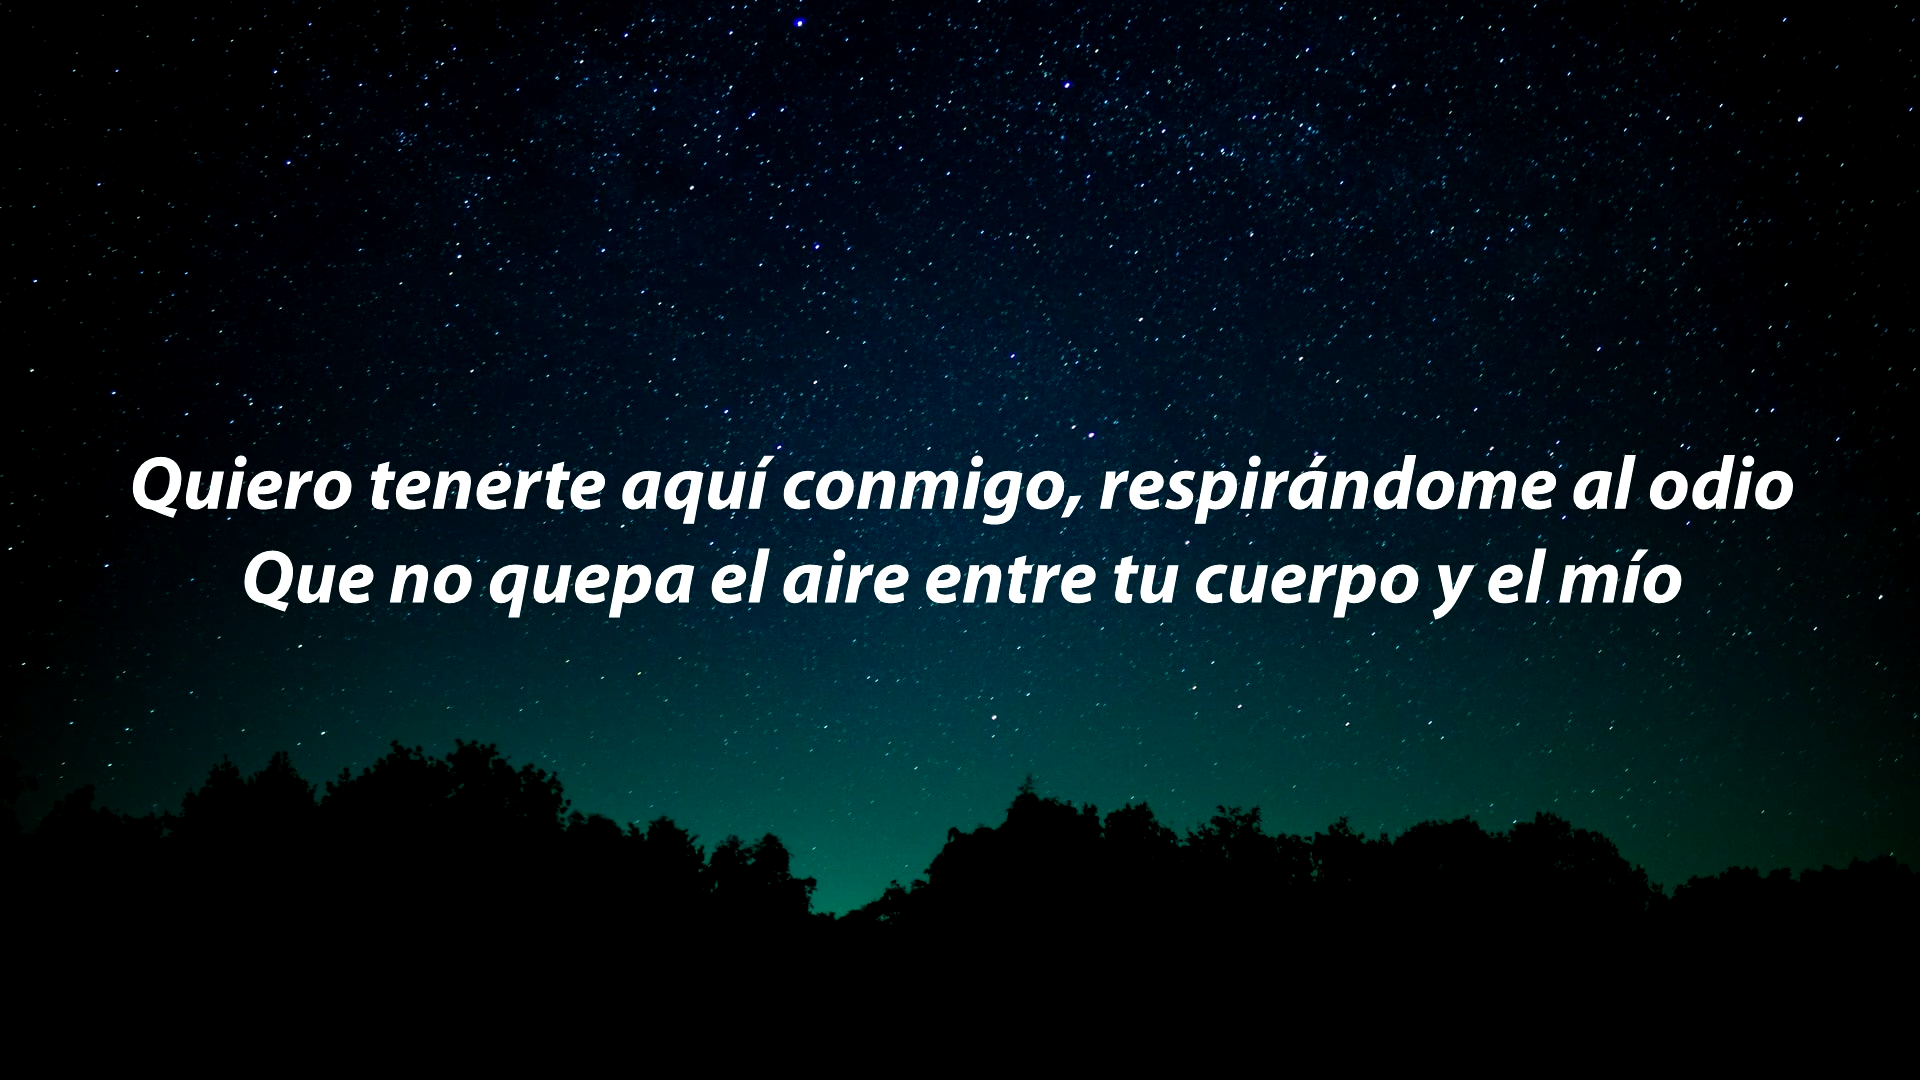 Quiero tenerte aquí conmigo, respirándome al odio
Que no quepa el aire entre tu cuerpo y el mío